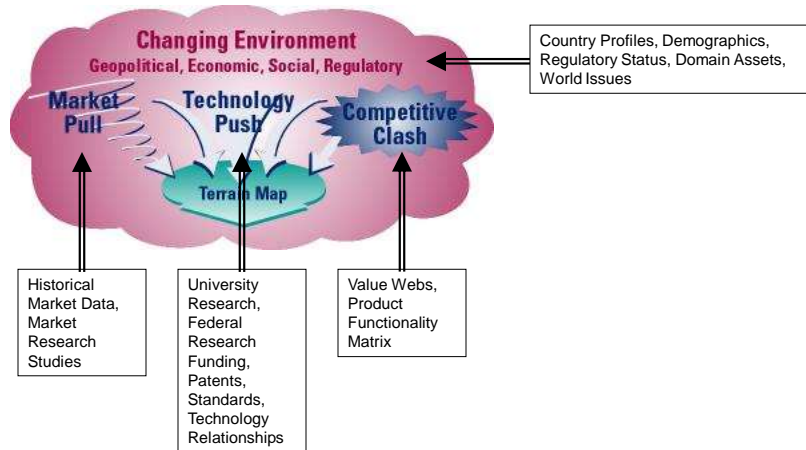 Changing Environment
Geopolitical, Economic, Social, Regulatory
Market
Pull
Technology
Push
Competitive
Clash
Terrain Map
Country Profiles, Demographics,
Regulatory Status, Domain Assets,
World Issues
Historical
Market Data,
Market
Research
Studies
University
Research,
Federal
Research
Funding,
Patents,
Standards,
Technology
Relationships
Value Webs,
Product
Functionality
Matrix